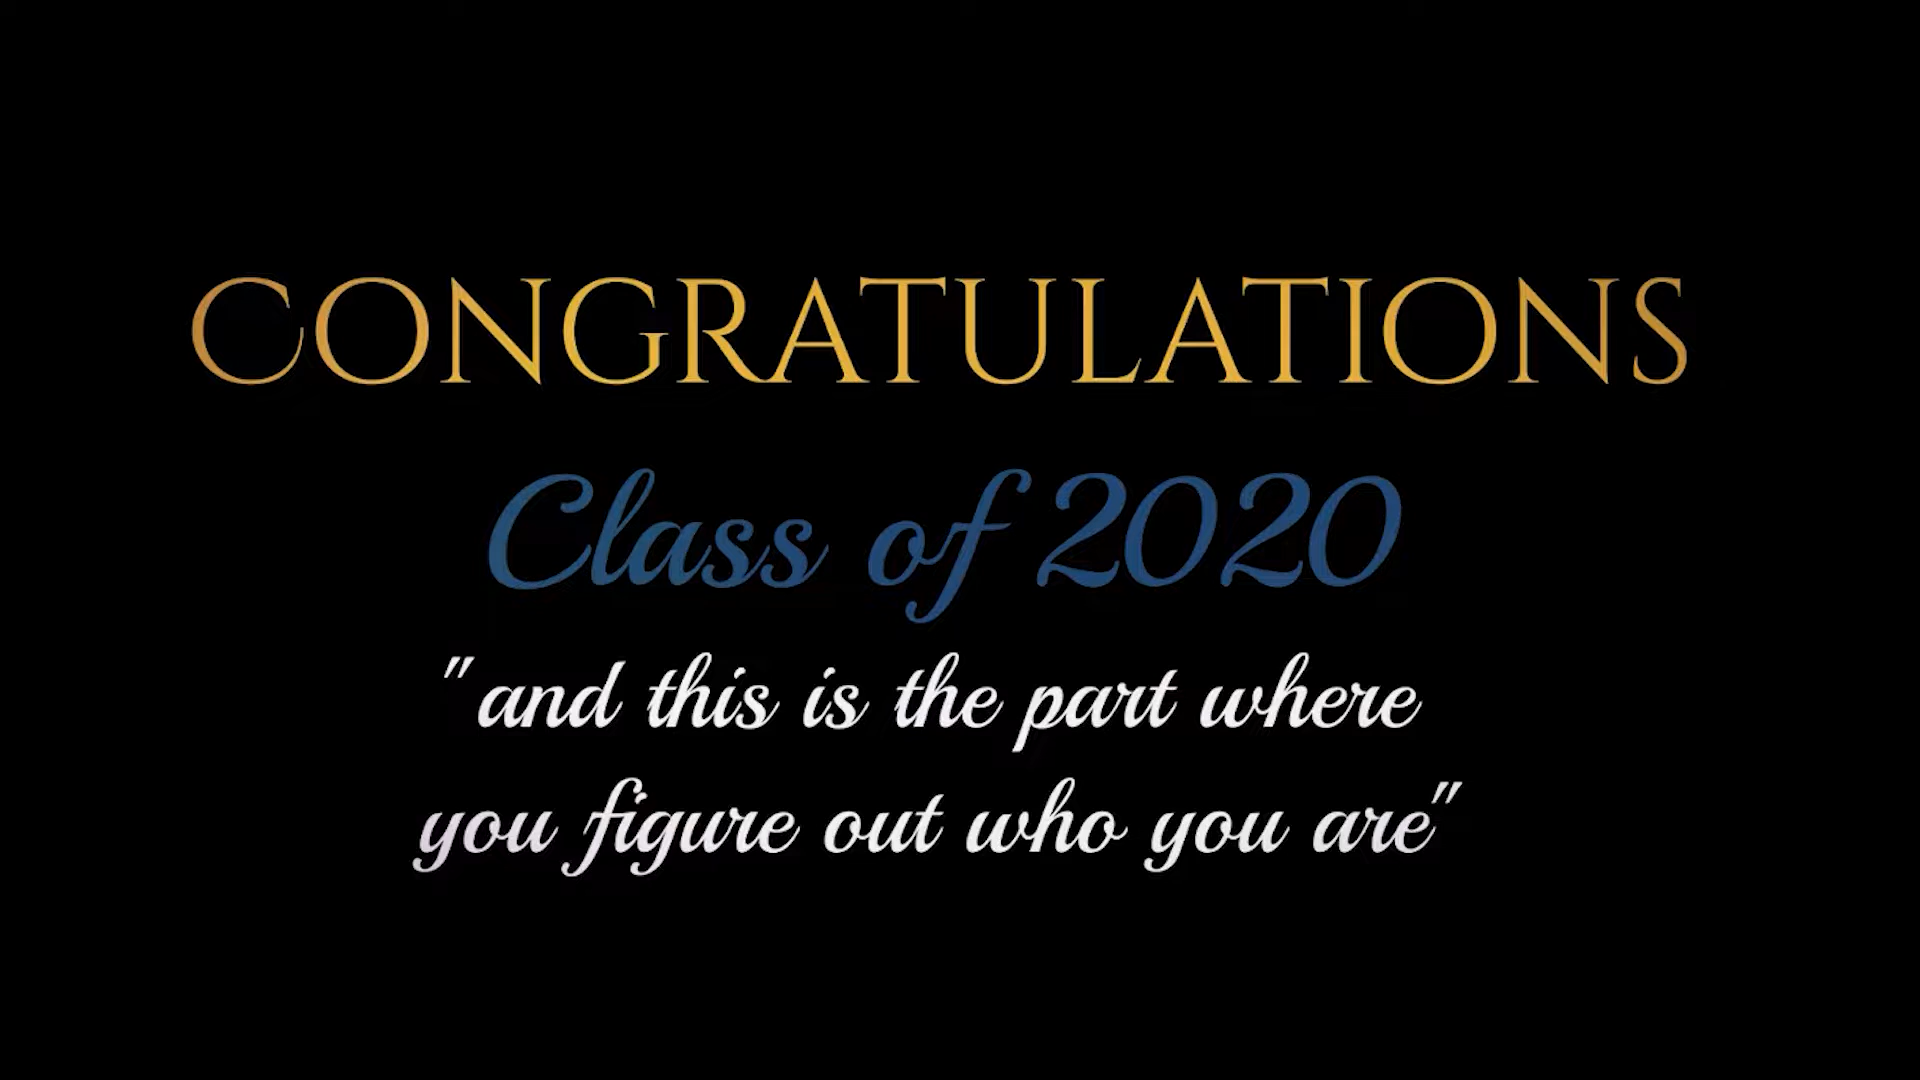 CONGRATULATIONS
Class of 2020
"and this is the part where
you figure out who you are"